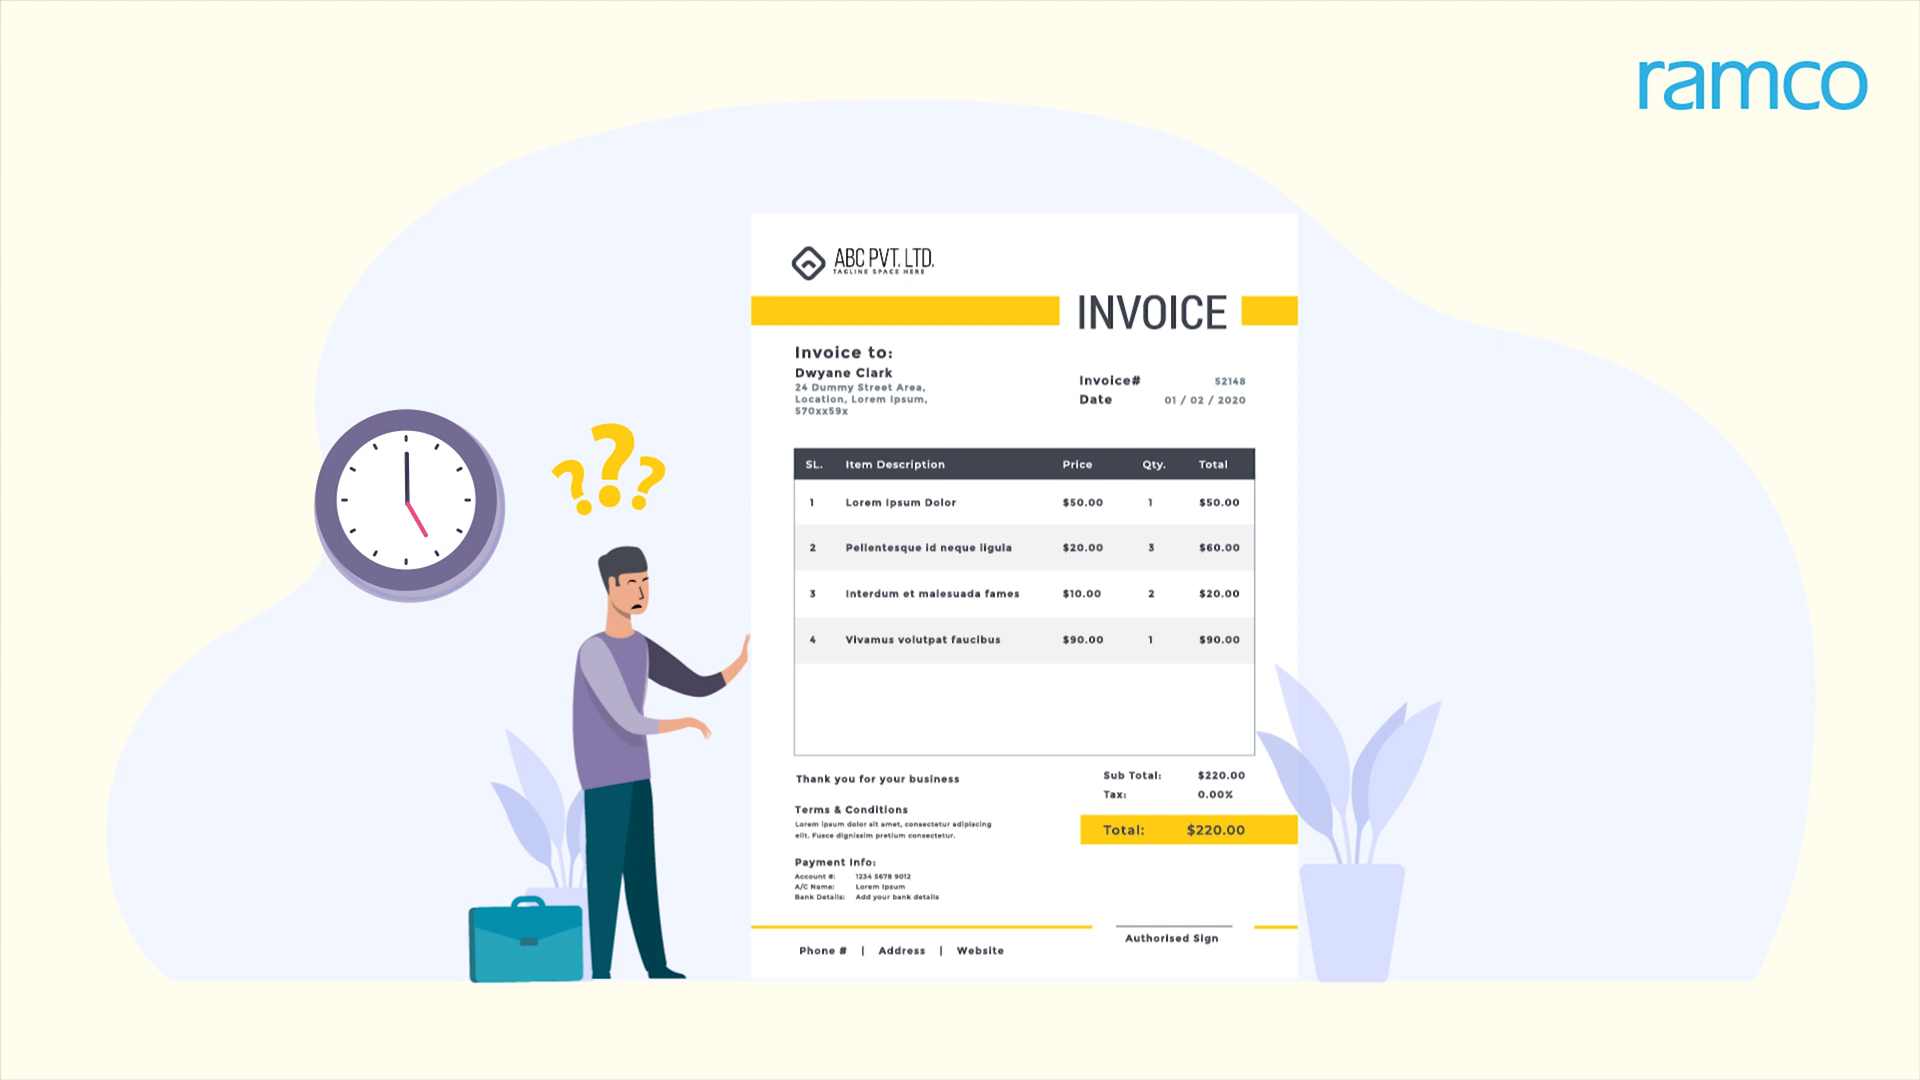 ramco
ABC PVT. LTD.
TAGLINE SPACE HERE
INVOICE
Invoice to:
Dwyane Clark
24 Dummy Street Area,
Location, Lorem Ipsum,
570xx59x
Invoice# 52148
Date 01 / 02 / 2020
SL. Item Description Price Qty. Total
1 Lorem Ipsum Dolor $50.00 1 $50.00
2 Pellentesque id neque ligula $20.00 3 $60.00
3 Interdum et malesuada fames $10.00 2 $20.00
4 Vivamus volutpat faucibus $90.00 1 $90.00
Sub Total: $220.00
Tax: 0.00%
Total: $220.00
Thank you for your business
Terms & Conditions
Lorem ipsum dolor sit amet, consectetur adipiscing
elit. Fusce dignissim pretium consectetur.
Payment Info:
Account #: 1234 5678 9012
A/C Name: Lorem Ipsum
Bank Details: Add your bank details
Authorised Sign
Phone # | Address | Website
???